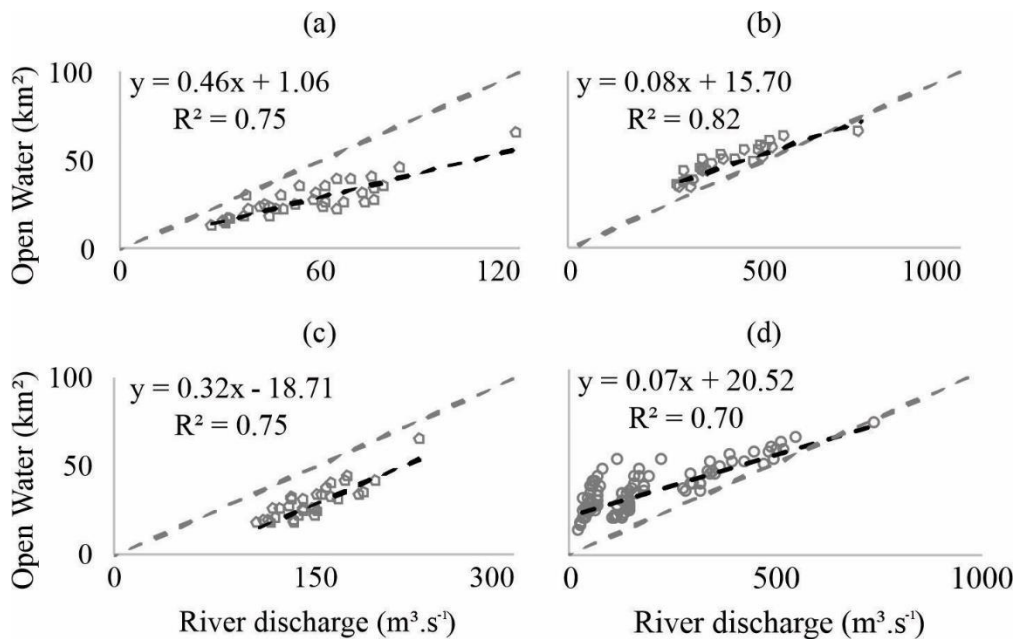 (a)
y = 0.46x + 1.06
R² = 0.75
Open Water (km²)
100
50
0
0 60 120
(b)
y = 0.08x + 15.70
R² = 0.82
0 500 1000
(c)
y = 0.32x - 18.71
R² = 0.75
Open Water (km²)
100
50
0
0 150 300
River discharge (m³.s⁻¹)
(d)
y = 0.07x + 20.52
R² = 0.70
0 500 1000
River discharge (m³.s⁻¹)